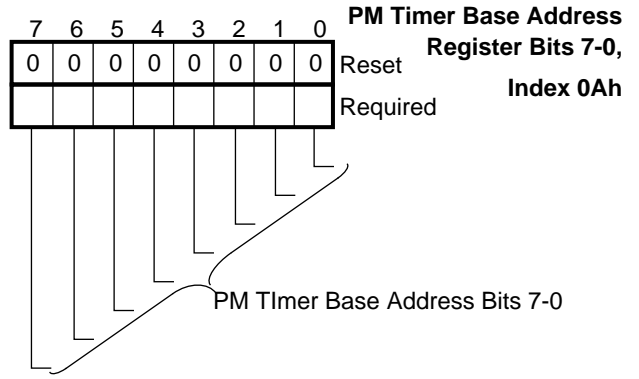 PM Timer Base Address
Register Bits 7-0,
Index 0Ah
7 6 5 4 3 2 1 0
0 0 0 0 0 0 0 0 Reset
Required
PM TImer Base Address Bits 7-0